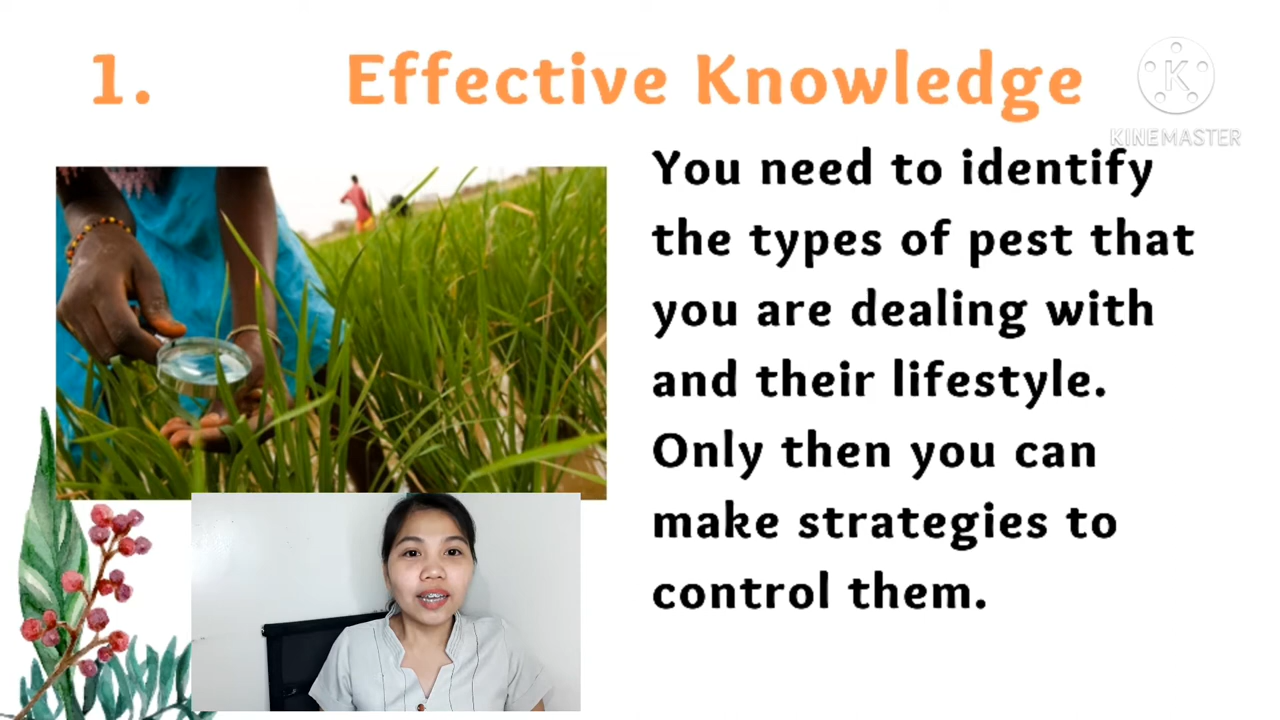 1. Effective Knowledge
K
KINEMASTER
You need to identify
the types of pest that
you are dealing with
and their lifestyle.
Only then you can
make strategies to
control them.